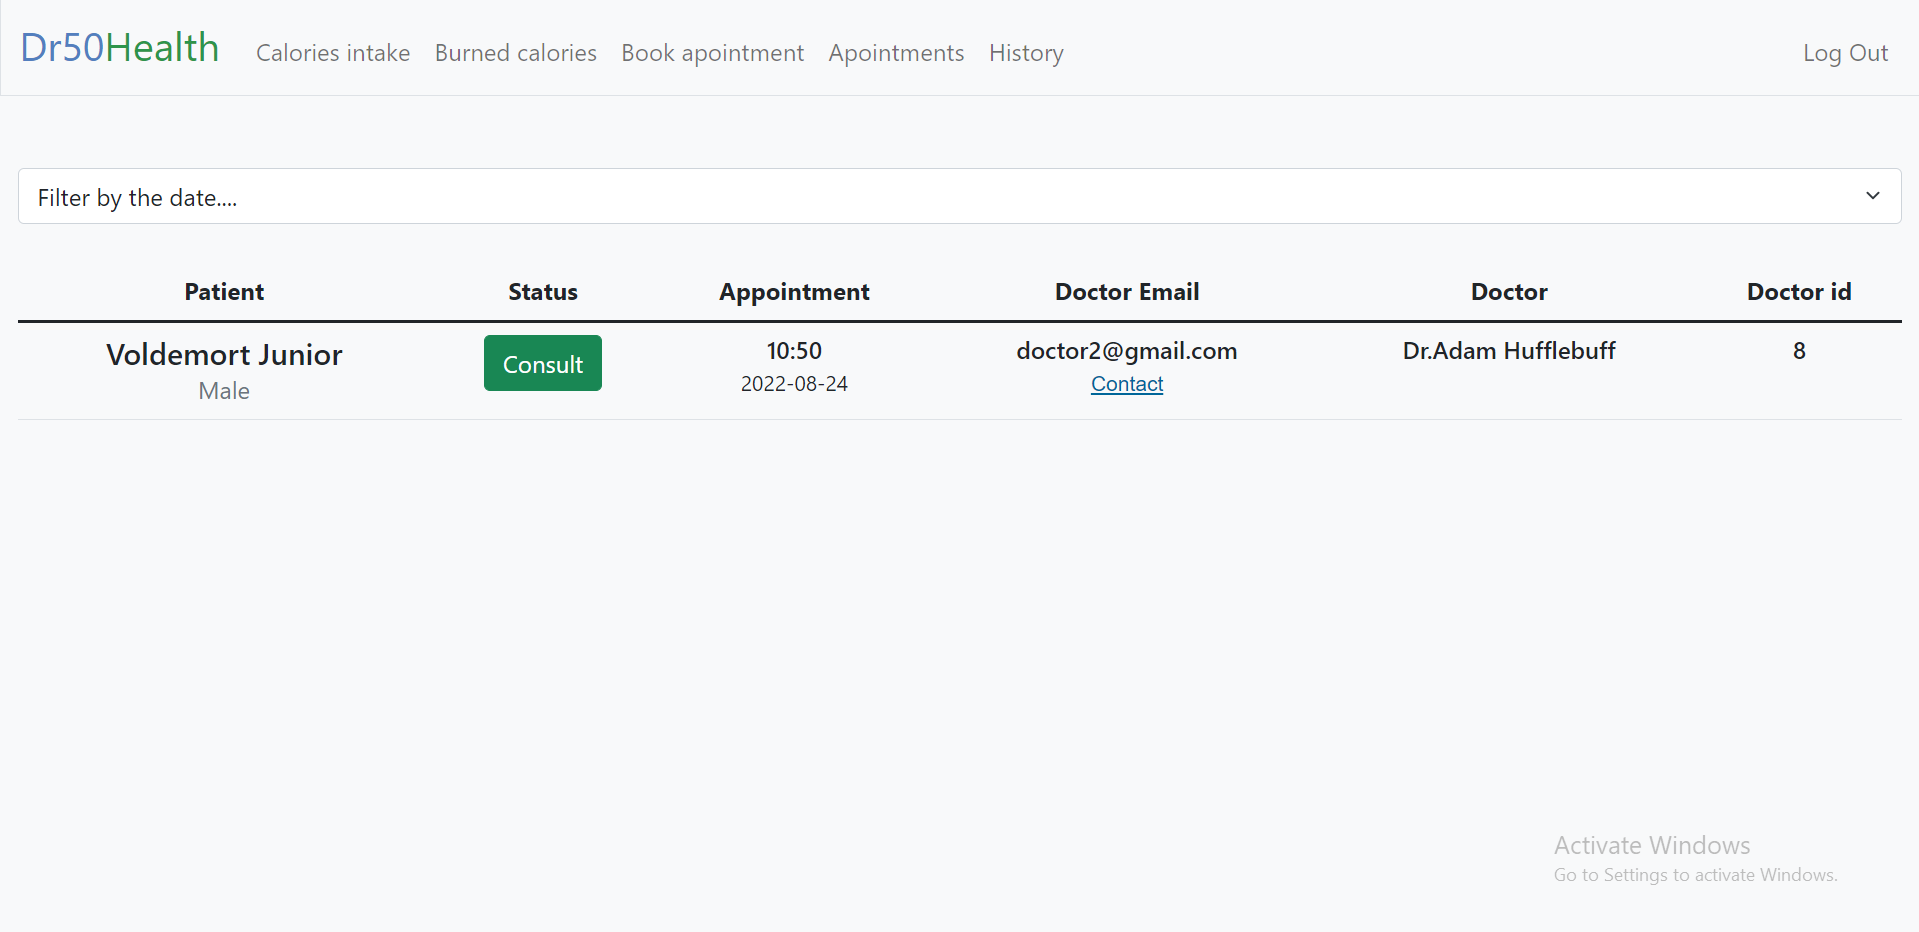 Dr50Health Calories intake Burned calories Book apointment Apointments History Log Out
Filter by the date....
Patient Status Appointment Doctor Email Doctor Doctor id
Voldemort Junior Consult 10:50 doctor2@gmail.com Dr.Adam Hufflebuff 8
Male 2022-08-24 Contact
Activate Windows
Go to Settings to activate Windows.